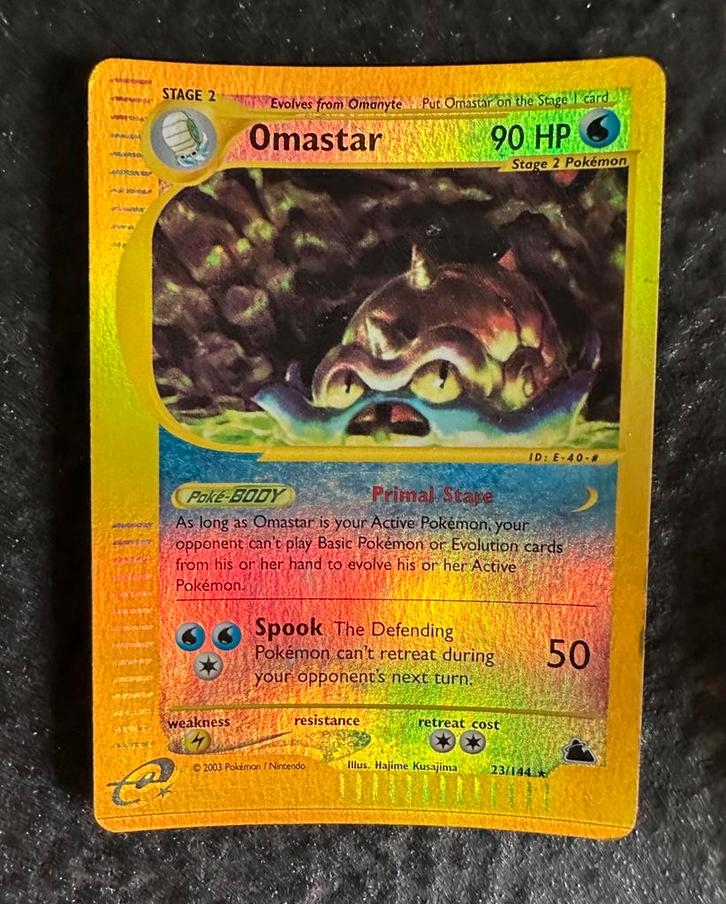 STAGE 2
Evolves from Omanyte Put Omastar on the Stage 1 card
Omastar 90 HP
Stage 2 Pokémon
ID: E-40-#
Poké-BODY Primal Stare
As long as Omastar is your Active Pokémon, your
opponent can't play Basic Pokémon or Evolution cards
from his or her hand to evolve his or her Active
Pokémon.
Spook The Defending
Pokémon can't retreat during
your opponent's next turn.
50
weakness resistance retreat cost
© 2003 Pokémon / Nintendo Illus. Hajime Kusajima 23/144 ★
e